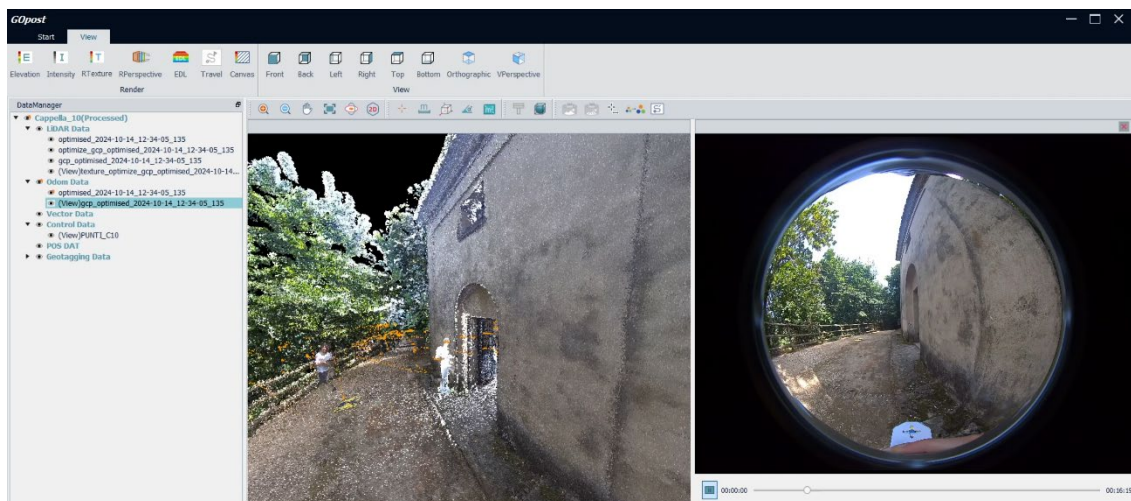 GOpost
Start View
Elevation Intensity RTexture RPerspective EDL Travel Canvas Front Back Left Right Top Bottom Orthographic VPerspective
Render View
DataManager
Cappella_10(Processed)
LiDAR Data
optimised_2024-10-14_12-34-05_135
optimize_gcp_optimised_2024-10-14_12-34-05_135
gcp_optimised_2024-10-14_12-34-05_135
(View)texture_optimize_gcp_optimised_2024-10-14...
Odom Data
optimised_2024-10-14_12-34-05_135
(View)gcp_optimised_2024-10-14_12-34-05_135
Vector Data
Control Data
(View)PUNTI_C10
POS DAT
Geotagging Data
00:00:00 00:16:19